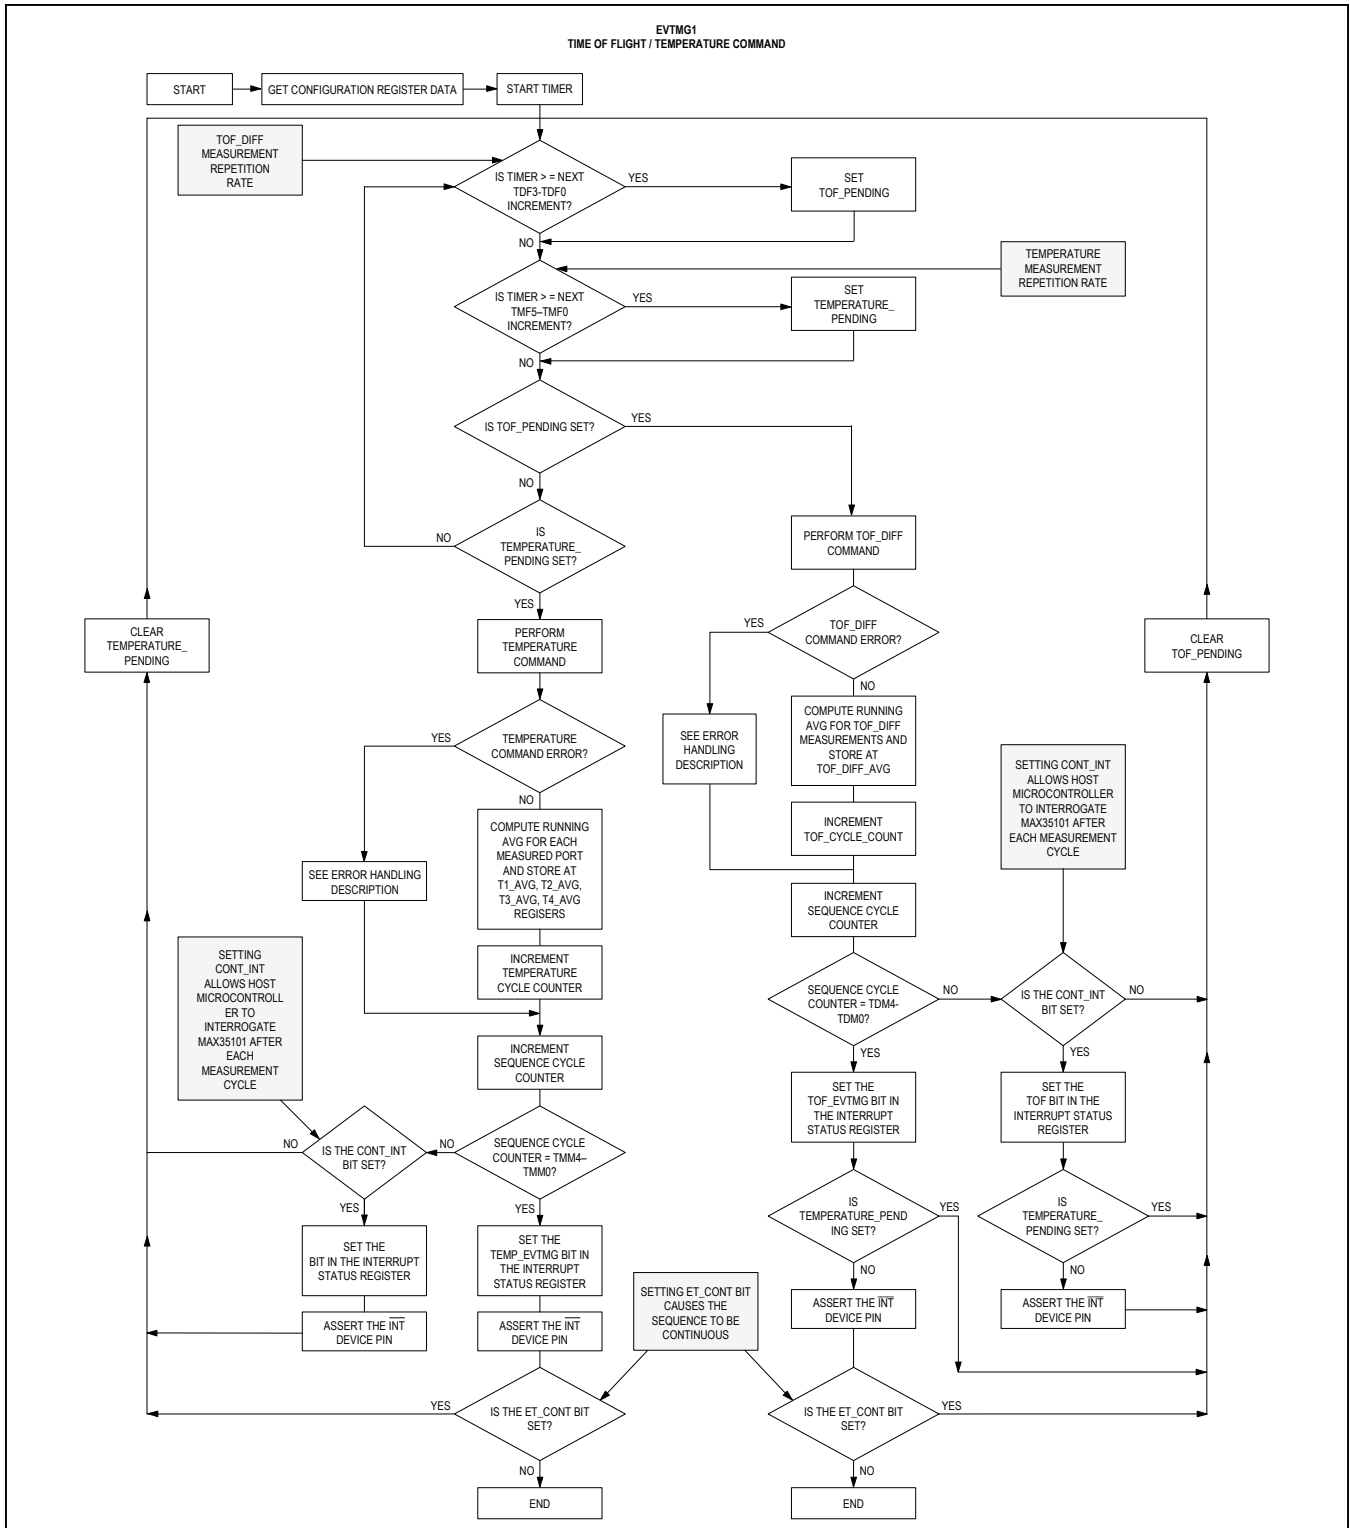 EVTMG1
TIME OF FLIGHT / TEMPERATURE COMMAND
START
GET CONFIGURATION REGISTER DATA
START TIMER
TOF_DIFF
MEASUREMENT
REPETITION
RATE
IS TIMER > = NEXT
TDF3-TDF0
INCREMENT?
YES
SET
TOF_PENDING
NO
TEMPERATURE
MEASUREMENT
REPETITION RATE
IS TIMER > = NEXT
TMF5–TMF0
INCREMENT?
YES
SET
TEMPERATURE_
PENDING
NO
IS TOF_PENDING SET?
YES
NO
IS
TEMPERATURE_
PENDING SET?
NO
YES
PERFORM TOF_DIFF
COMMAND
CLEAR
TEMPERATURE_
PENDING
PERFORM
TEMPERATURE
COMMAND
TOF_DIFF
COMMAND ERROR?
YES
NO
CLEAR
TOF_PENDING
TEMPERATURE
COMMAND ERROR?
YES
NO
SEE ERROR
HANDLING
DESCRIPTION
COMPUTE RUNNING
AVG FOR TOF_DIFF
MEASUREMENTS AND
STORE AT
TOF_DIFF_AVG
SETTING CONT_INT
ALLOWS HOST
MICROCONTROLLER
TO INTERROGATE
MAX35101 AFTER
EACH MEASUREMENT
CYCLE
INCREMENT
TOF_CYCLE_COUNT
COMPUTE RUNNING
AVG FOR EACH
MEASURED PORT
AND STORE AT
T1_AVG, T2_AVG,
T3_AVG, T4_AVG
REGISERS
SEE ERROR HANDLING
DESCRIPTION
INCREMENT
SEQUENCE CYCLE
COUNTER
INCREMENT
TEMPERATURE
CYCLE COUNTER
SETTING
CONT_INT
ALLOWS HOST
MICROCONTROLL
ER TO
INTERROGATE
MAX35101 AFTER
EACH
MEASUREMENT
CYCLE
SEQUENCE CYCLE
COUNTER = TDM4-
TDM0?
NO
YES
IS THE CONT_INT
BIT SET?
NO
YES
INCREMENT
SEQUENCE CYCLE
COUNTER
SET THE
TOF_EVTMG BIT IN
THE INTERRUPT
STATUS REGISTER
SET THE
TOF BIT IN THE
INTERRUPT STATUS
REGISTER
NO
IS THE CONT_INT
BIT SET?
YES
NO
SEQUENCE CYCLE
COUNTER = TMM4–
TMM0?
YES
IS
TEMPERATURE_PEND
ING SET?
YES
NO
IS
TEMPERATURE_
PENDING SET?
YES
NO
SET THE
BIT IN THE INTERRUPT
STATUS REGISTER
SET THE
TEMP_EVTMG BIT IN
THE INTERRUPT
STATUS REGISTER
SETTING ET_CONT BIT
CAUSES THE
SEQUENCE TO BE
CONTINUOUS
ASSERT THE INT
DEVICE PIN
ASSERT THE INT
DEVICE PIN
ASSERT THE INT
DEVICE PIN
ASSERT THE INT
DEVICE PIN
YES
IS THE ET_CONT BIT
SET?
NO
IS THE ET_CONT BIT
SET?
YES
NO
END
END